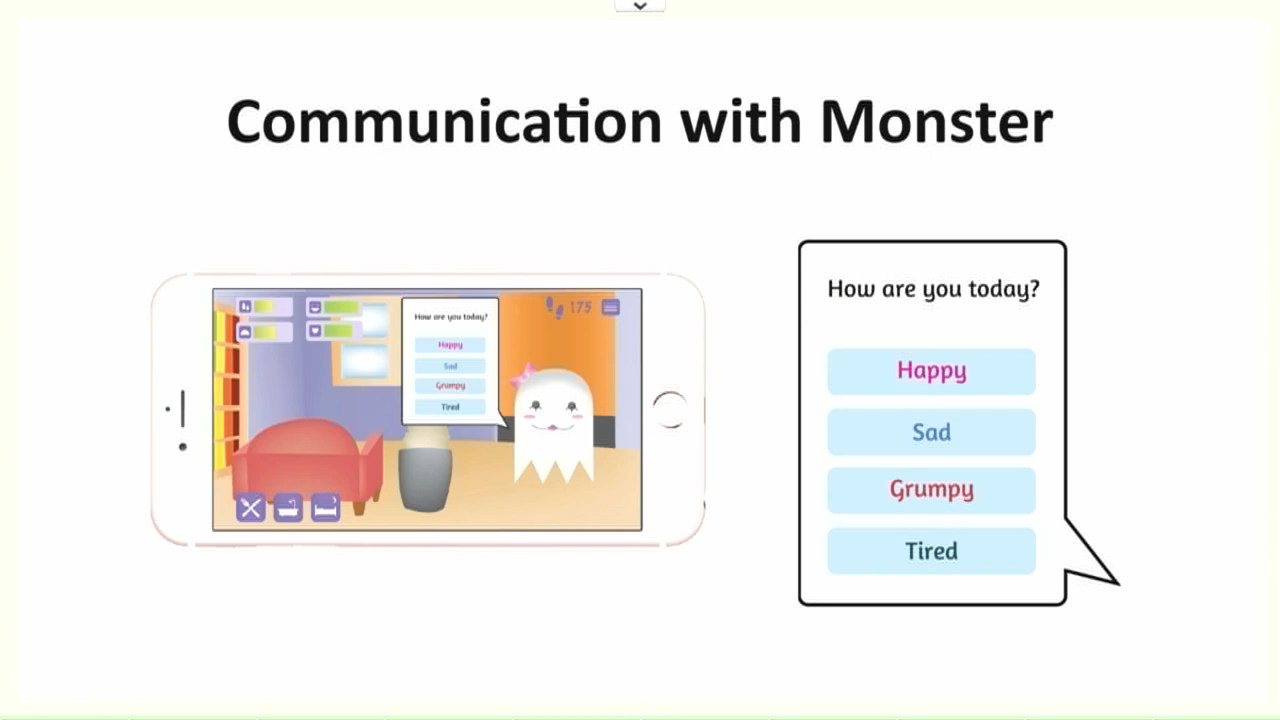 Communication with Monster
175
How are you today?
Happy
Sad
Grumpy
Tired
How are you today?
Happy
Sad
Grumpy
Tired